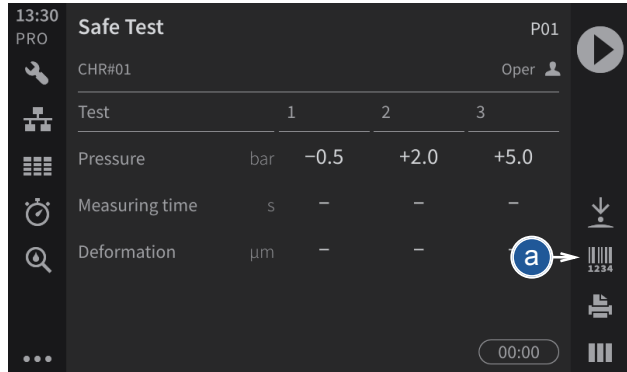 13:30
PRO
Safe Test
P01
CHR#01
Oper
Test 1 2 3
Pressure bar −0.5 +2.0 +5.0
Measuring time s − − −
Deformation µm − − −
a
1234
00:00